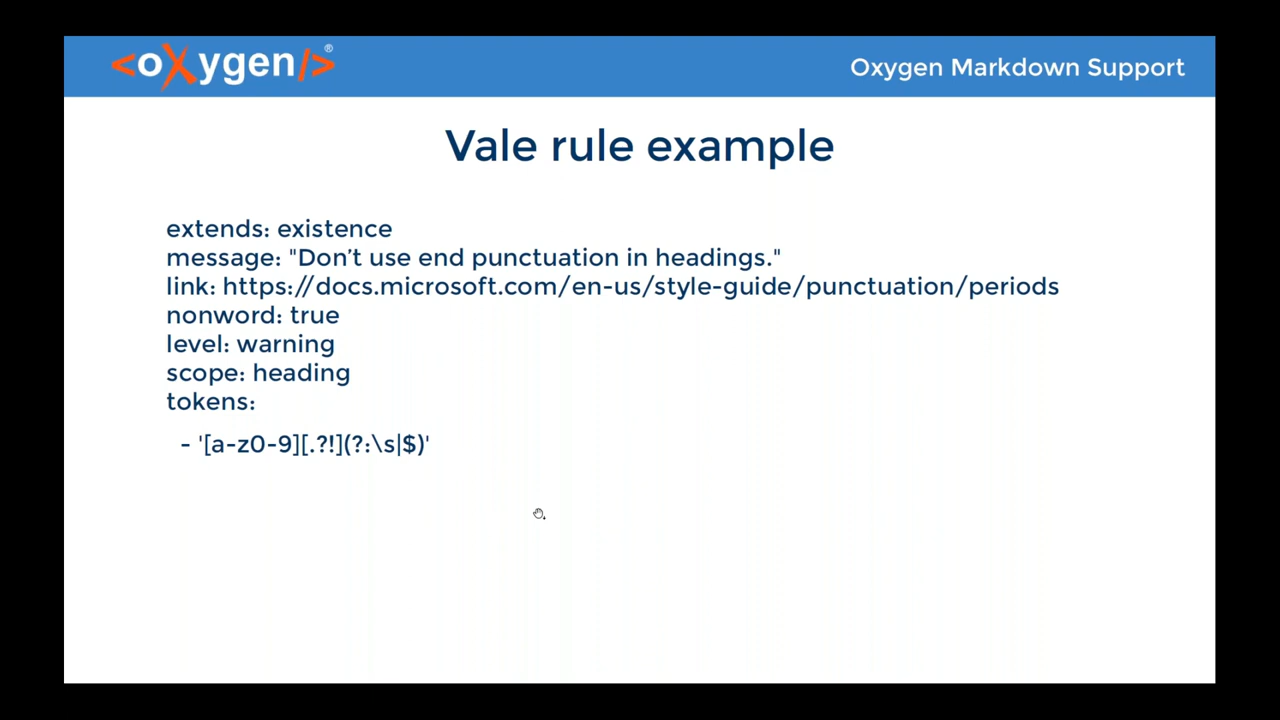 <oXygen/>®
Oxygen Markdown Support
Vale rule example
extends: existence
message: "Don’t use end punctuation in headings."
link: https://docs.microsoft.com/en-us/style-guide/punctuation/periods
nonword: true
level: warning
scope: heading
tokens:
- '[a-z0-9][.?!](?:\s|$)'